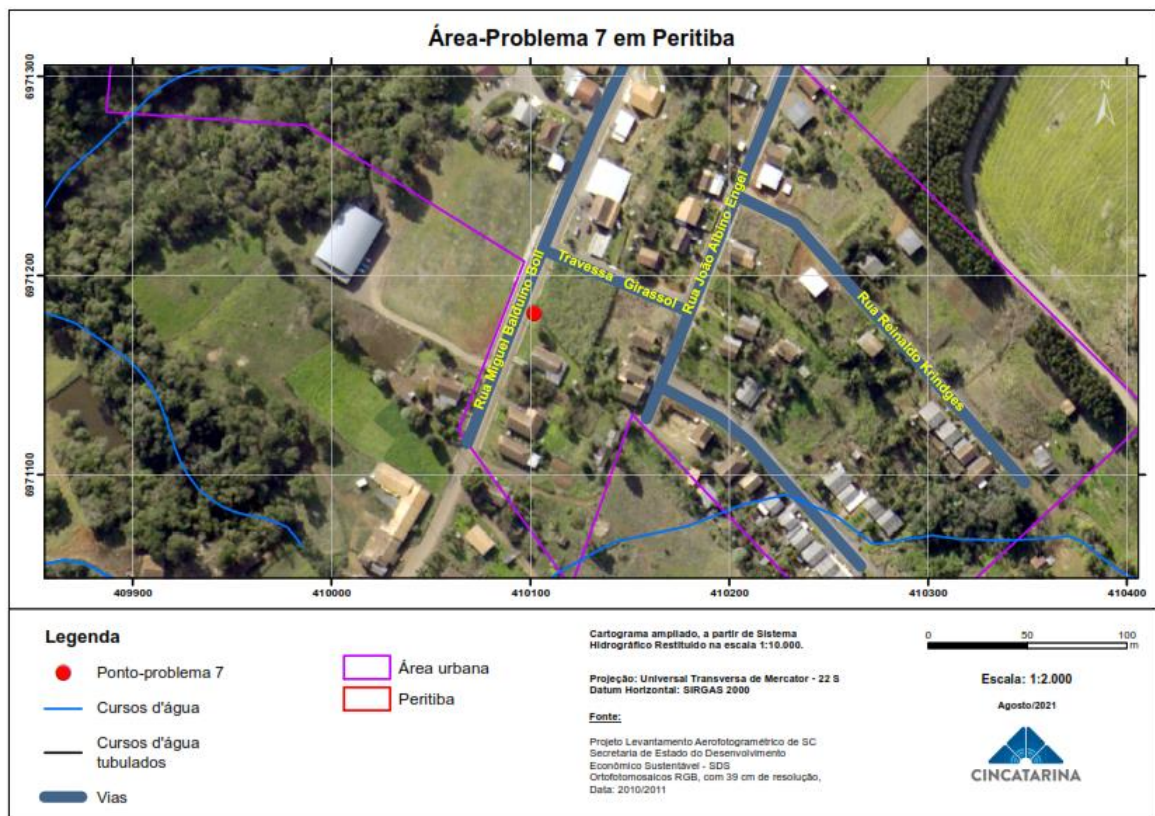 Área-Problema 7 em Peritiba
6971300
6971200
6971100
N
Rua Miguel Balduino Boll
Travessa Girassol
Rua João Albino Engel
Rua Reinaldo Krindges
409900
410000
410100
410200
410300
410400
Legenda
Ponto-problema 7
Cursos d'água
Cursos d'água
tubulados
Vias
Área urbana
Peritiba
Cartograma ampliado, a partir de Sistema
Hidrográfico Restituido na escala 1:10.000.
Projeção: Universal Transversa de Mercator - 22 S
Datum Horizontal: SIRGAS 2000
Fonte:
Projeto Levantamento Aerofotogramétrico de SC
Secretaria de Estado do Desenvolvimento
Econômico Sustentável - SDS
Ortofotomosaicos RGB, com 39 cm de resolução,
Data: 2010/2011
0 50 100
m
Escala: 1:2.000
Agosto/2021
CINCATARINA